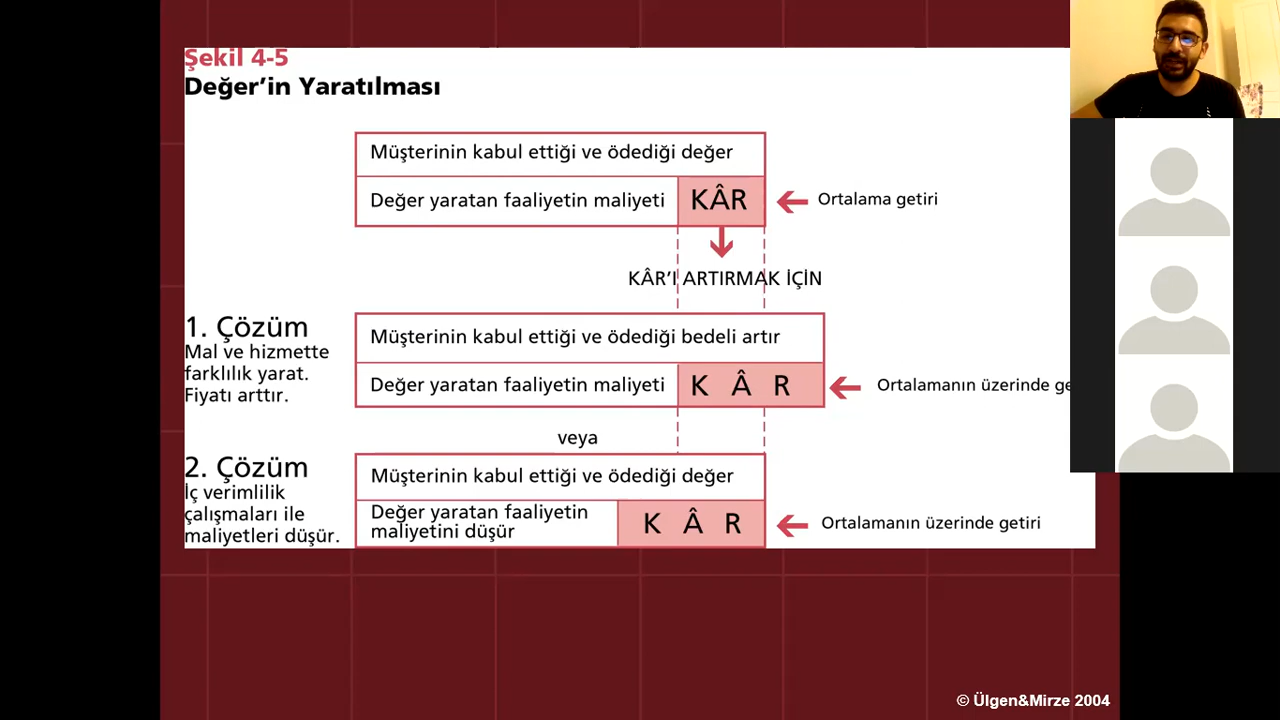 Şekil 4-5
Değer’in Yaratılması
Müşterinin kabul ettiği ve ödediği değer
Değer yaratan faaliyetin maliyeti
KÂR
Ortalama getiri
KÂR’I ARTIRMAK İÇİN
1. Çözüm
Mal ve hizmette
farklılık yarat.
Fiyatı arttır.
Müşterinin kabul ettiği ve ödediği bedeli artır
Değer yaratan faaliyetin maliyeti
K Â R
Ortalamanın üzerinde
veya
2. Çözüm
İç verimlilik
çalışmaları ile
maliyetleri düşür.
Müşterinin kabul ettiği ve ödediği değer
Değer yaratan faaliyetin
maliyetini düşür
K Â R
Ortalamanın üzerinde getiri
© Ülgen&Mirze 2004